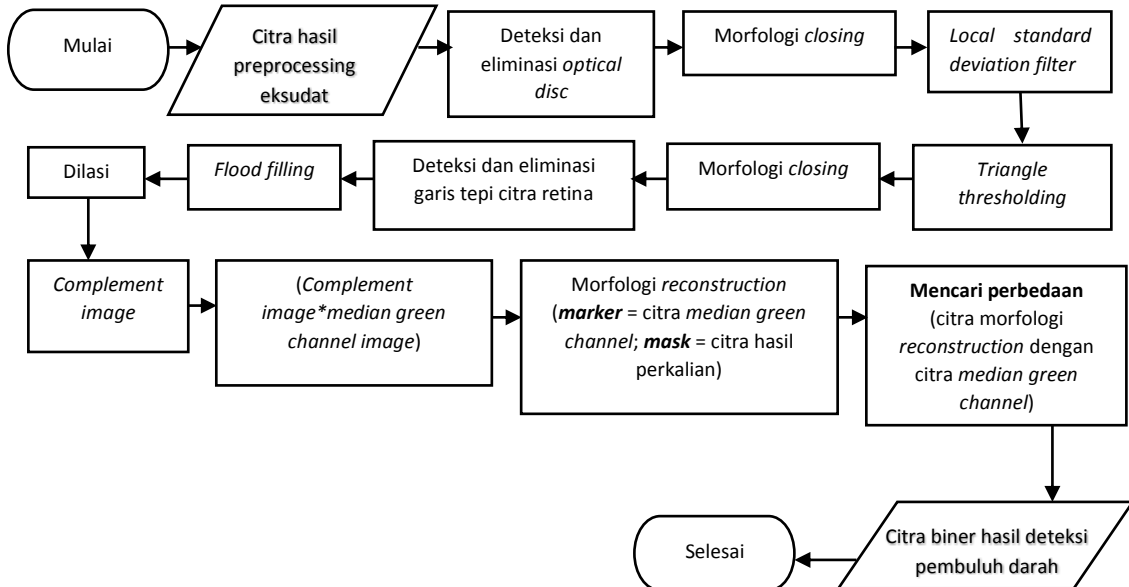 Mulai
Citra hasil
preprocessing
eksudat
Deteksi dan
eliminasi optical
disc
Morfologi closing
Local standard
deviation filter
Dilasi
Flood filling
Deteksi dan eliminasi
garis tepi citra retina
Morfologi closing
Triangle
thresholding
Complement
image
(Complement
image*median green
channel image)
Morfologi reconstruction
(marker = citra median green
channel; mask = citra hasil
perkalian)
Mencari perbedaan
(citra morfologi
reconstruction dengan
citra median green
channel)
Selesai
Citra biner hasil deteksi
pembuluh darah